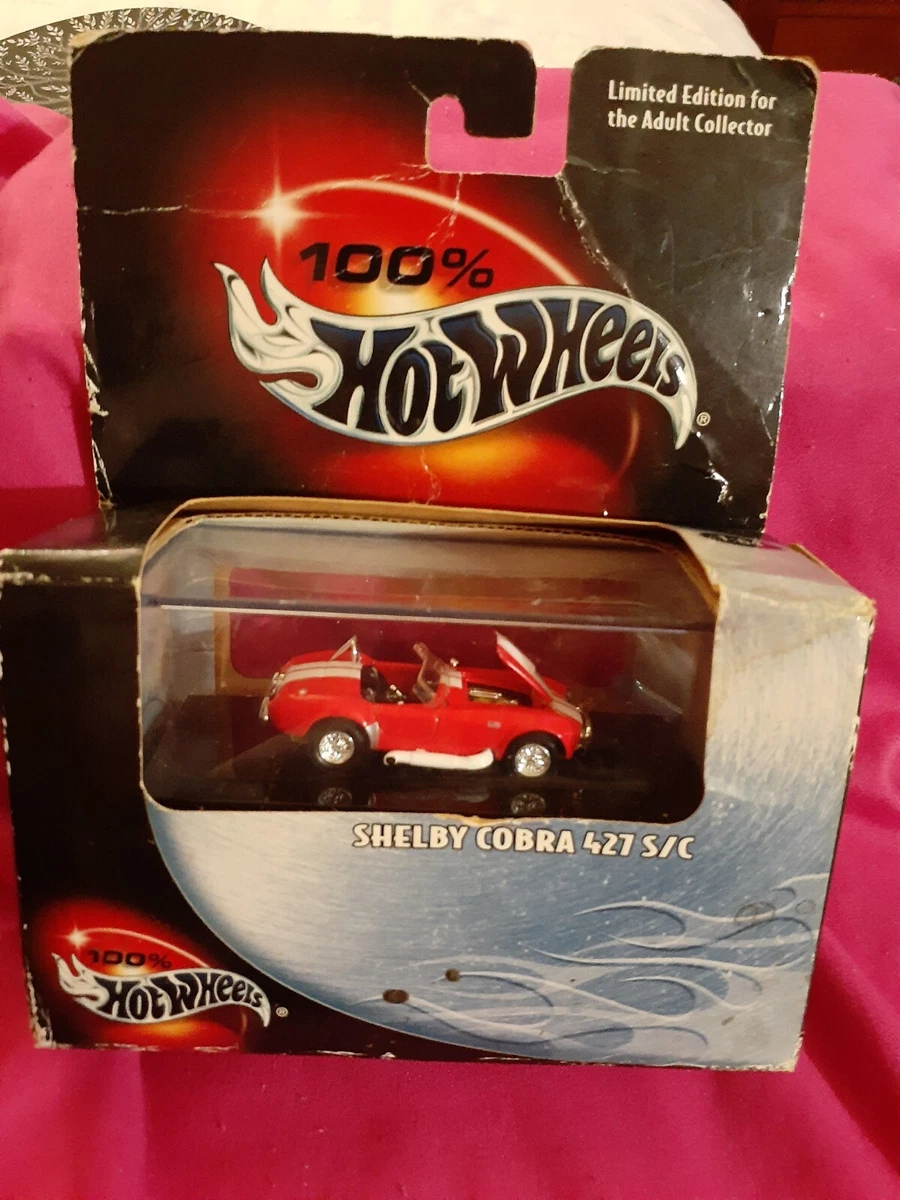 Limited Edition for
the Adult Collector
100%
Hot Wheels®
SHELBY COBRA 427 S/C
100%
Hot Wheels®